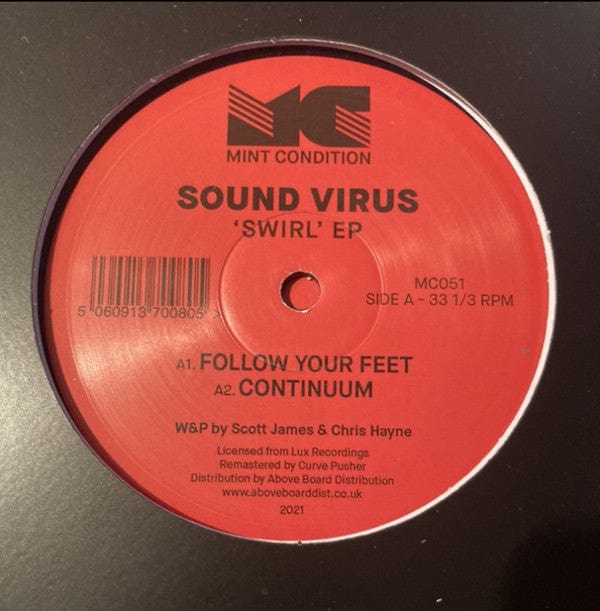 MC
MINT CONDITION
SOUND VIRUS
‘SWIRL’ EP
5 060913 700805 >
MC051
SIDE A - 33 1/3 RPM
A1. FOLLOW YOUR FEET
A2. CONTINUUM
W&P by Scott James & Chris Hayne
Licensed from Lux Recordings
Remastered by Curve Pusher
Distribution by Above Board Distribution
www.aboveboarddist.co.uk
2021